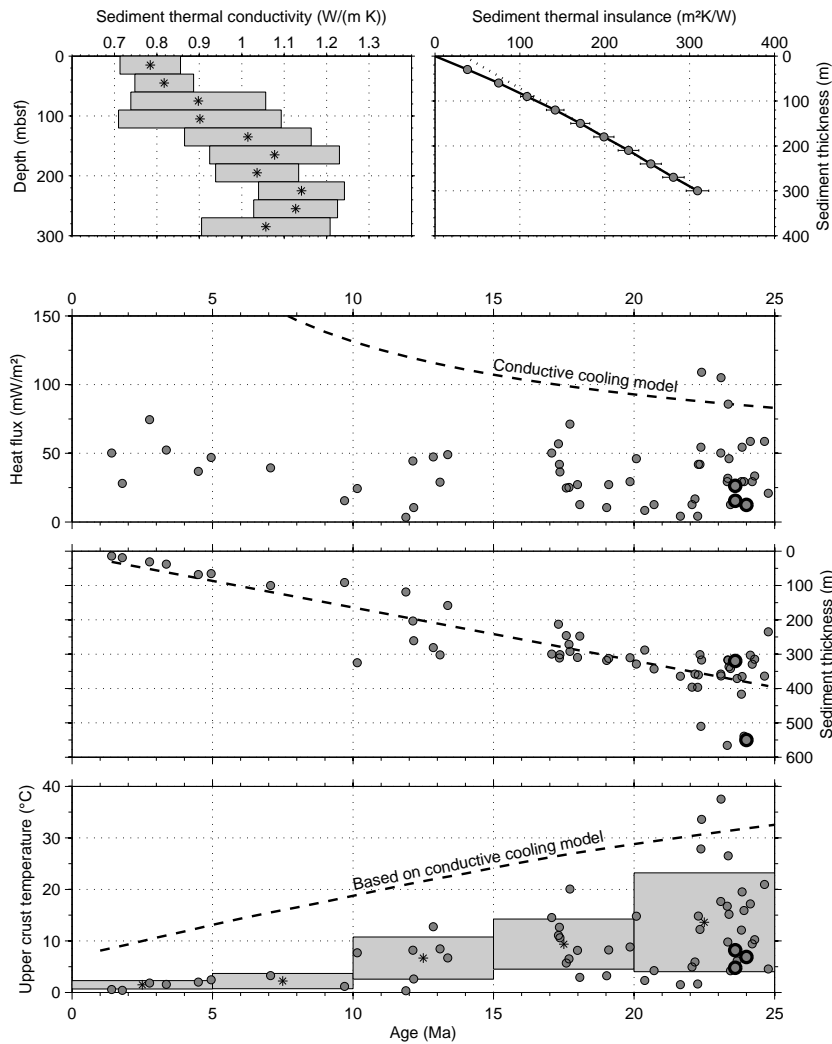 Sediment thermal conductivity (W/(m K))
0.7 0.8 0.9 1 1.1 1.2 1.3
0
100
200
300
Depth (mbsf)
Sediment thermal insulance (m²K/W)
0 100 200 300 400
0
100
200
300
400
Sediment thickness (m)
0 5 10 15 20 25
150
100
50
0
Heat flux (mW/m²)
Conductive cooling model
0
100
200
300
400
500
600
Sediment thickness (m)
40
30
20
10
0
Upper crust temperature (°C)
Based on conductive cooling model
0 5 10 15 20 25
Age (Ma)